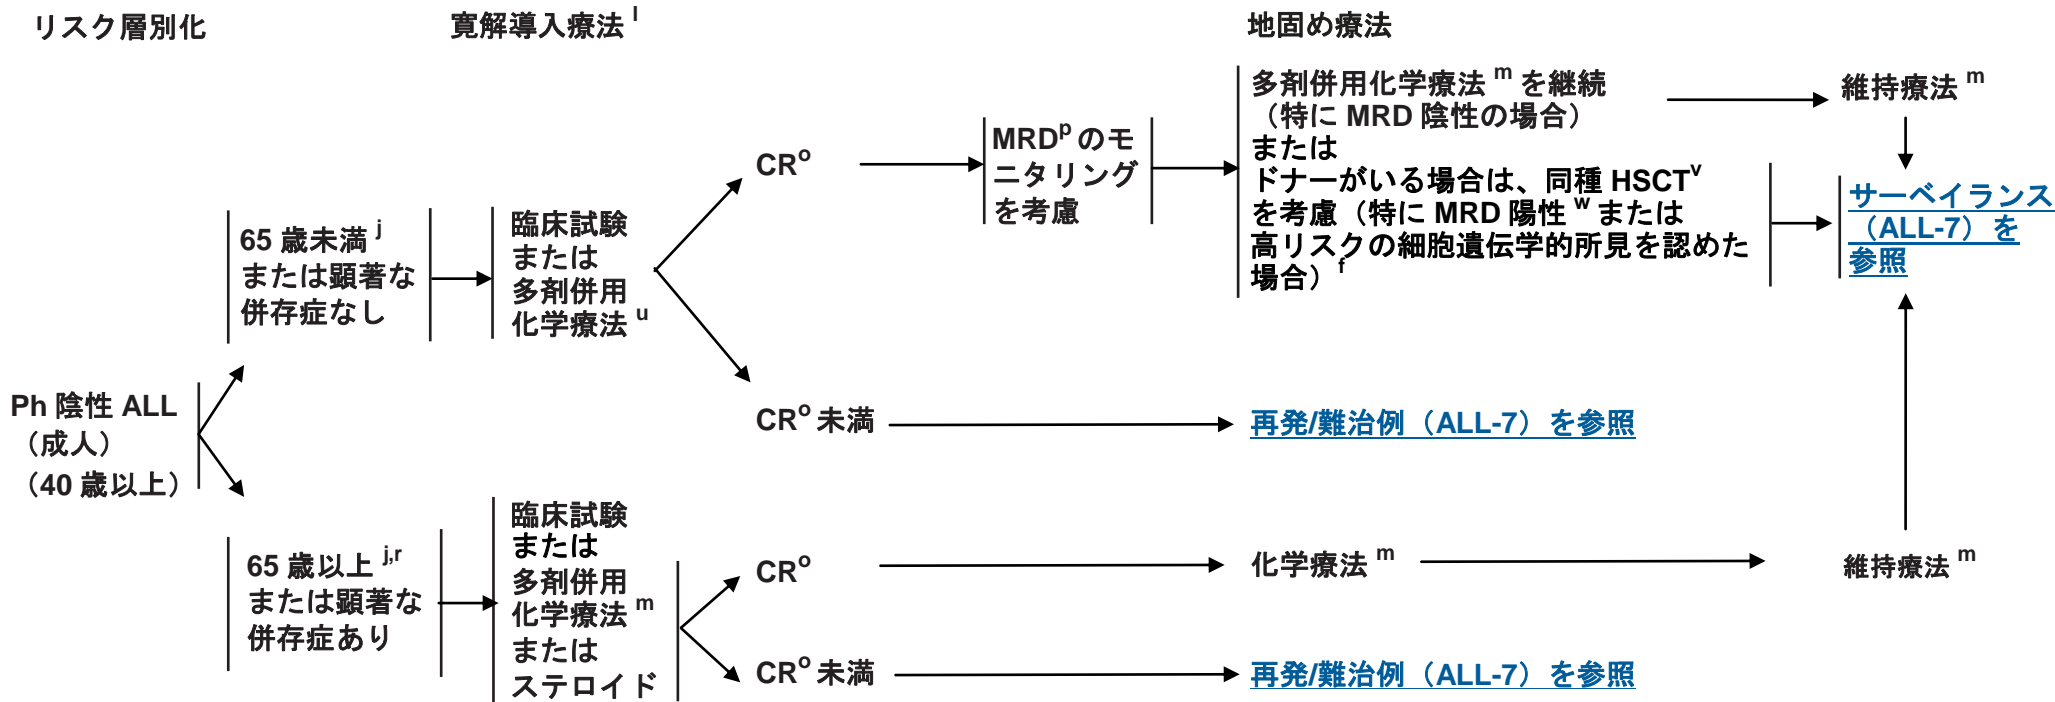 リスク層別化
寛解導入療法 l
地固め療法
Ph 陰性 ALL
（成人）
（40 歳以上）
65 歳未満 j
または顕著な
併存症なし
臨床試験
または
多剤併用
化学療法 u
CRo
MRDp のモ
ニタリング
を考慮
多剤併用化学療法 m を継続
（特に MRD 陰性の場合）
または
ドナーがいる場合は、同種 HSCTv
を考慮（特に MRD 陽性 w または
高リスクの細胞遺伝学的所見を認めた
場合）f
維持療法 m
サーベイランス
（ALL-7）を
参照
CRo 未満
再発/難治例（ALL-7）を参照
65 歳以上 j,r
または顕著な
併存症あり
臨床試験
または
多剤併用
化学療法 m
または
ステロイド
CRo
化学療法 m
維持療法 m
CRo 未満
再発/難治例（ALL-7）を参照